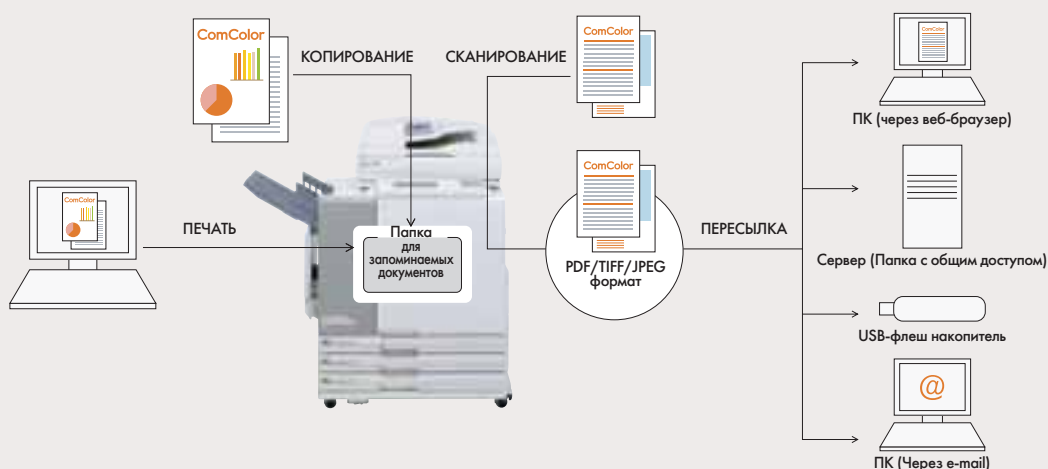 ComColor
КОПИРОВАНИЕ
СКАНИРОВАНИЕ
ComColor
ПК (через веб-браузер)
ComColor
ComColor
ПЕЧАТЬ
Папка
для
запоминаемых
документов
PDF/TIFF/JPEG
формат
ПЕРЕСЫЛКА
Сервер (Папка с общим доступом)
USB-флеш накопитель
@
ПК (Через e-mail)